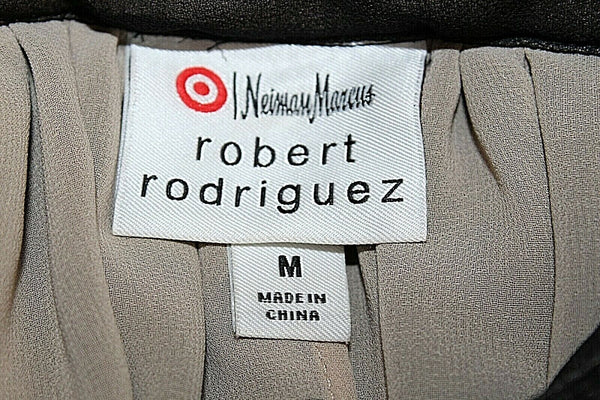 Neiman Marcus
robert
rodriguez
M
MADE IN
CHINA